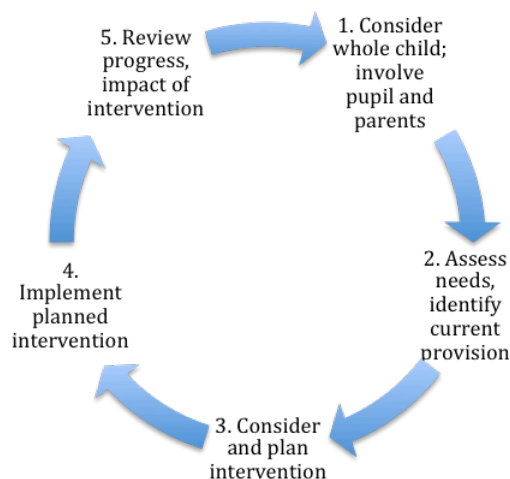 1. Consider
whole child;
involve
pupil and
parents
2. Assess
needs,
identify
current
provision
3. Consider
and plan
intervention
4.
Implement
planned
intervention
5. Review
progress,
impact of
intervention